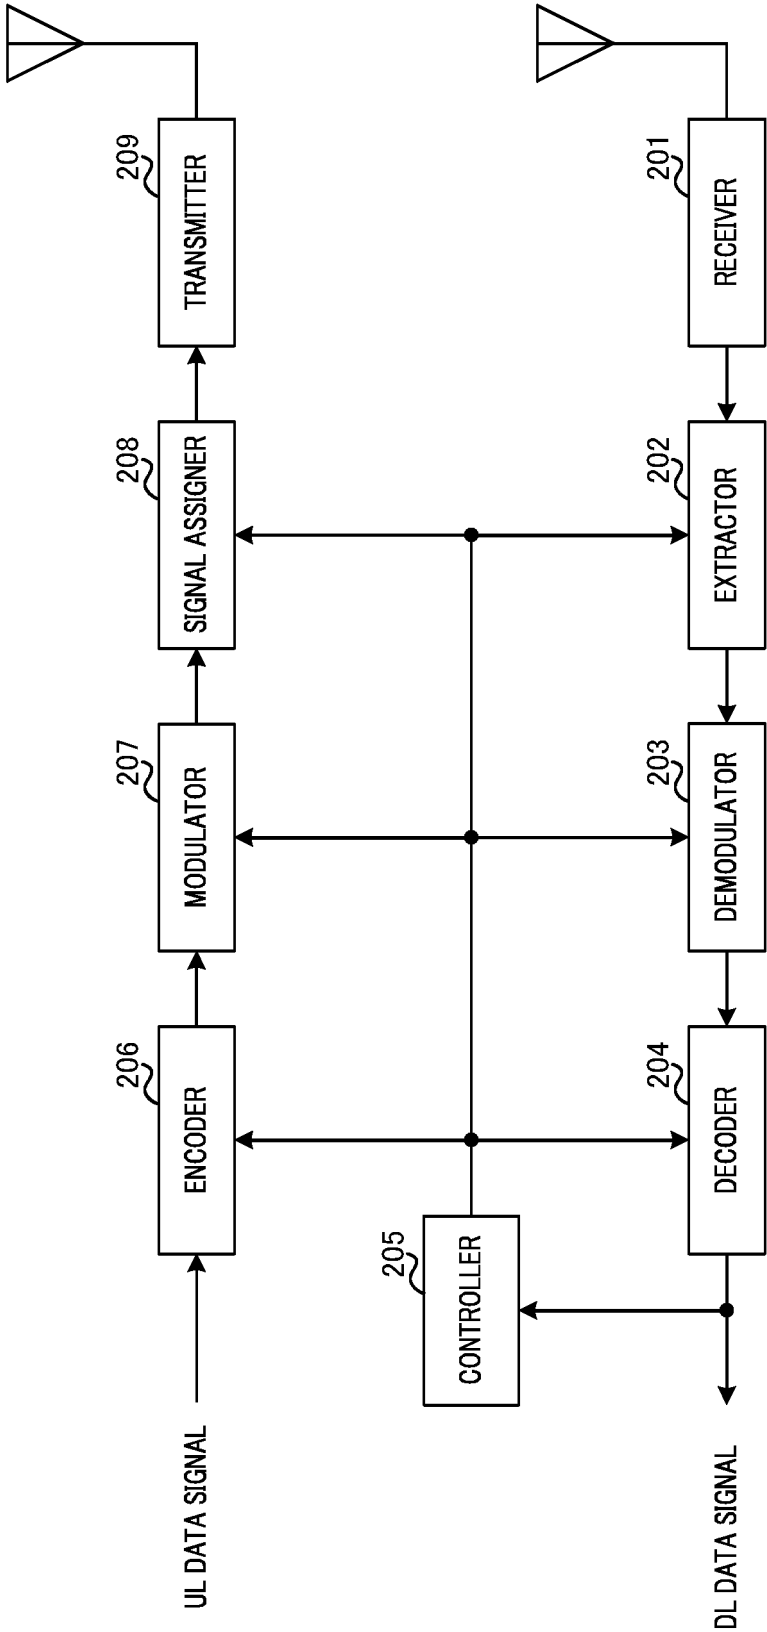 UL DATA SIGNAL
206
ENCODER
207
MODULATOR
208
SIGNAL ASSIGNER
209
TRANSMITTER
205
CONTROLLER
DL DATA SIGNAL
204
DECODER
203
DEMODULATOR
202
EXTRACTOR
201
RECEIVER